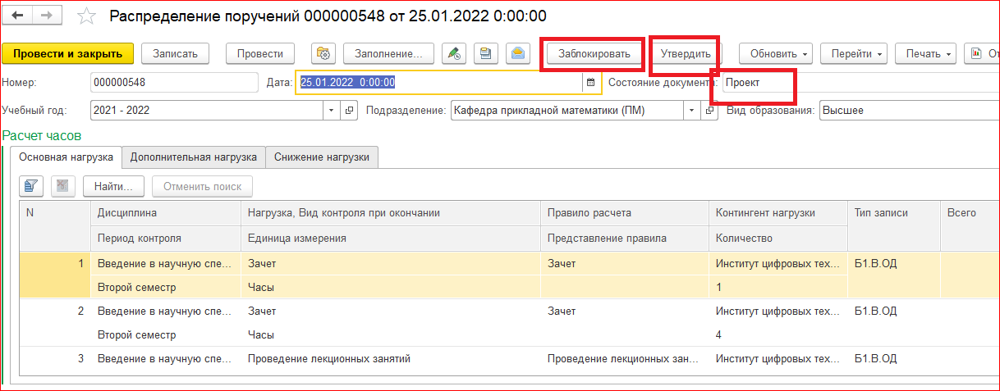 Распределение поручений 000000548 от 25.01.2022 0:00:00
Провести и закрыть Записать Провести Заполнение... Заблокировать Утвердить Обновить Перейти Печать От
Номер: 000000548 Дата: 25.01.2022 0:00:00 Состояние документа: Проект
Учебный год: 2021 - 2022 Подразделение: Кафедра прикладной математики (ПМ) Вид образования: Высшее
Расчет часов
Основная нагрузка Дополнительная нагрузка Снижение нагрузки
Найти... Отменить поиск
N Дисциплина Нагрузка, Вид контроля при окончании Правило расчета Контингент нагрузки Тип записи Всего
Период контроля Единица измерения Представление правила Количество
1 Введение в научную спе... Зачет Зачет Институт цифровых тех... Б1.В.ОД
Второй семестр Часы 1
2 Введение в научную спе... Зачет Зачет Институт цифровых тех... Б1.В.ОД
Второй семестр Часы 4
3 Введение в научную спе... Проведение лекционных занятий Проведение лекционных зан... Институт цифровых тех... Б1.В.ОД